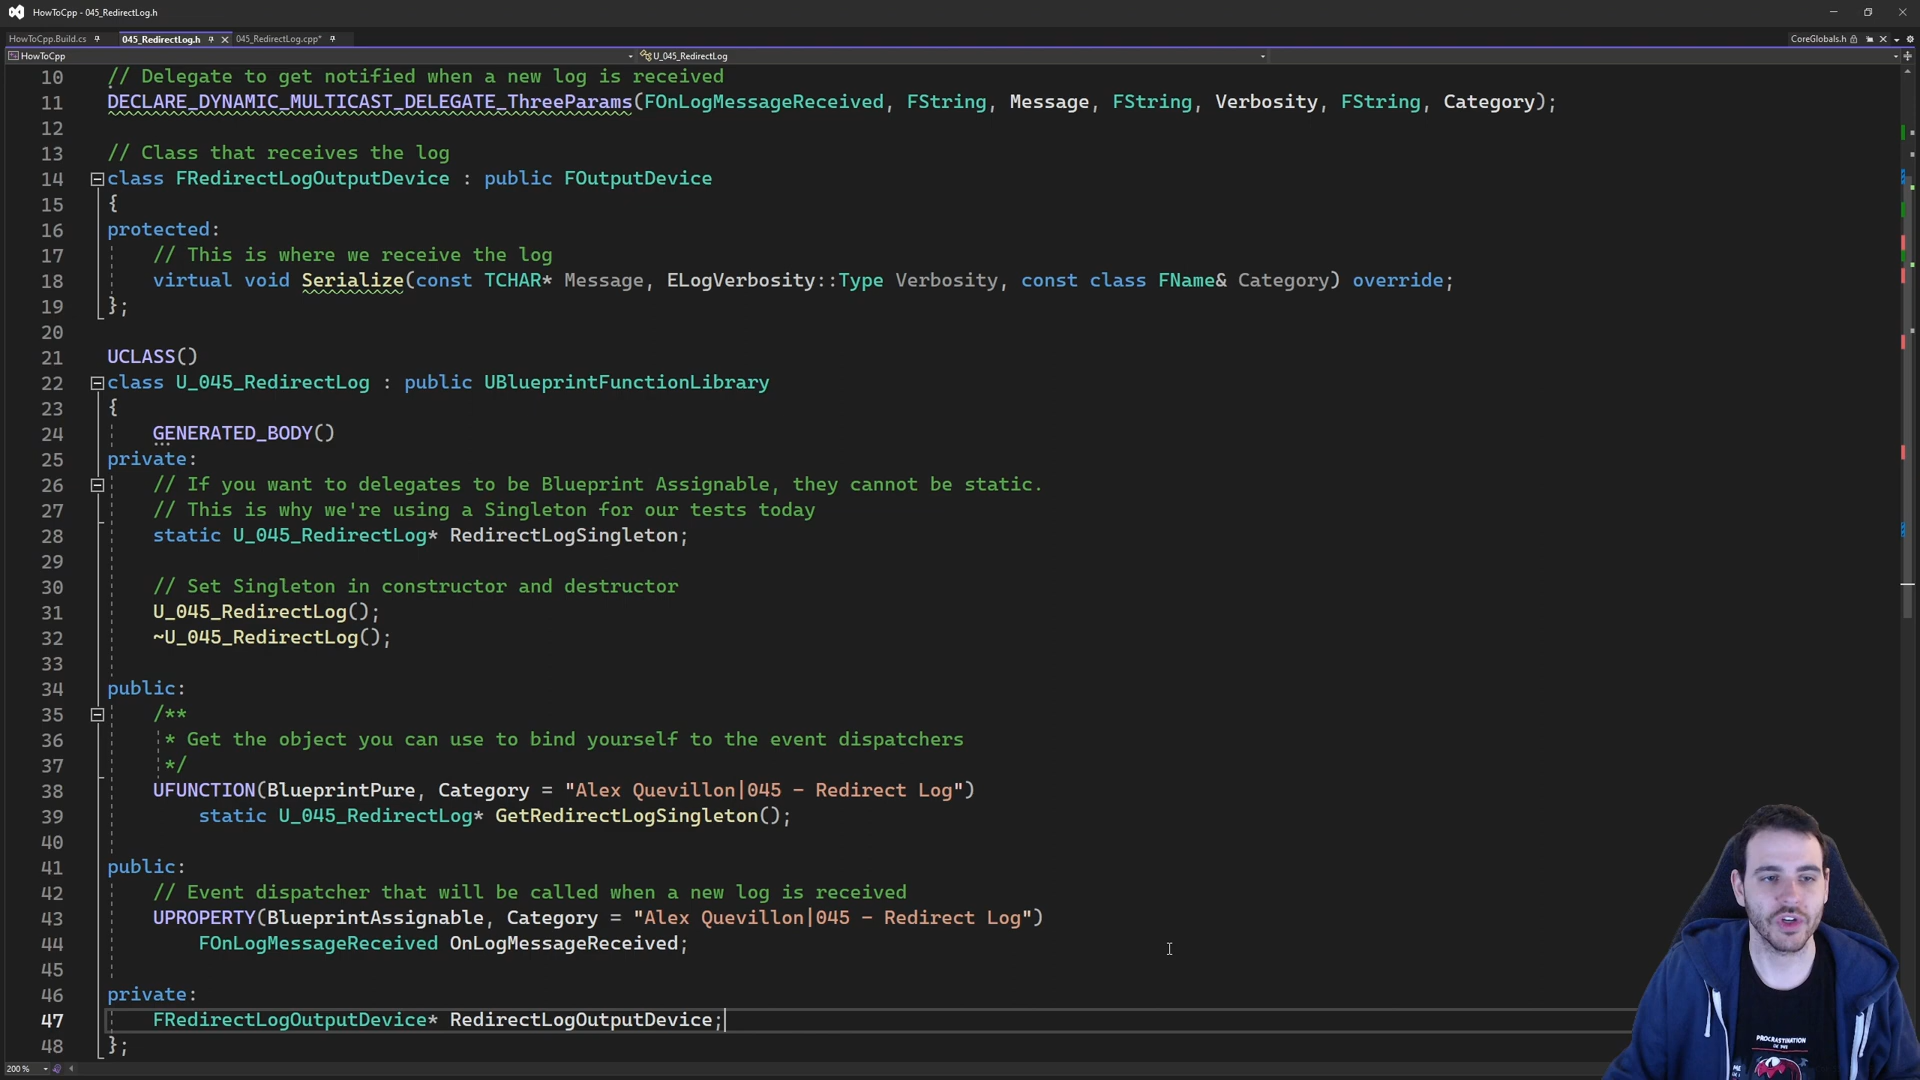 HowToCpp - 045_RedirectLog.h
HowToCpp.Build.cs 045_RedirectLog.h 045_RedirectLog.cpp* CoreGlobals.h
HowToCpp U_045_RedirectLog
10 // Delegate to get notified when a new log is received
11 DECLARE_DYNAMIC_MULTICAST_DELEGATE_ThreeParams(FOnLogMessageReceived, FString, Message, FString, Verbosity, FString, Category);
12
13 // Class that receives the log
14 class FRedirectLogOutputDevice : public FOutputDevice
15 {
16 protected:
17 // This is where we receive the log
18 virtual void Serialize(const TCHAR* Message, ELogVerbosity::Type Verbosity, const class FName& Category) override;
19 };
20
21 UCLASS()
22 class U_045_RedirectLog : public UBlueprintFunctionLibrary
23 {
24 GENERATED_BODY()
25 private:
26 // If you want to delegates to be Blueprint Assignable, they cannot be static.
27 // This is why we're using a Singleton for our tests today
28 static U_045_RedirectLog* RedirectLogSingleton;
29
30 // Set Singleton in constructor and destructor
31 U_045_RedirectLog();
32 ~U_045_RedirectLog();
33
34 public:
35 /**
36 * Get the object you can use to bind yourself to the event dispatchers
37 */
38 UFUNCTION(BlueprintPure, Category = "Alex Quevillon|045 - Redirect Log")
39 static U_045_RedirectLog* GetRedirectLogSingleton();
40
41 public:
42 // Event dispatcher that will be called when a new log is received
43 UPROPERTY(BlueprintAssignable, Category = "Alex Quevillon|045 - Redirect Log")
44 FOnLogMessageReceived OnLogMessageReceived;
45
46 private:
47 FRedirectLogOutputDevice* RedirectLogOutputDevice;
48 };
200 %
PROCRASTINATION